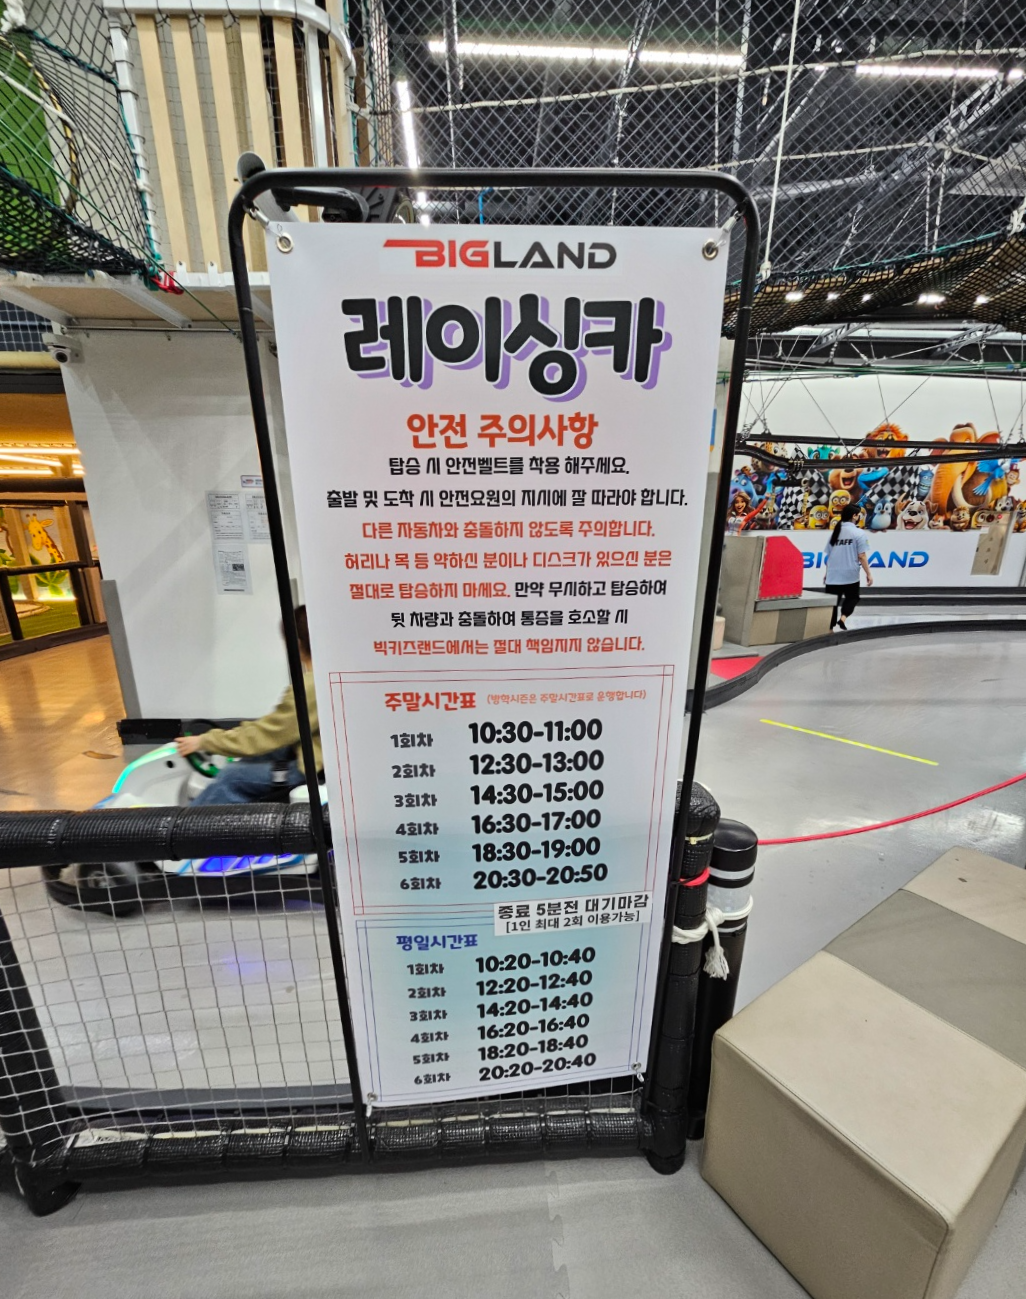 BIGLAND
레이싱카
안전 주의사항
탑승 시 안전벨트를 착용 해주세요.
출발 및 도착 시 안전요원의 지시에 잘 따라야 합니다.
다른 자동차와 충돌하지 않도록 주의합니다.
허리나 목 등 약하신 분이나 디스크가 있으신 분은
절대로 탑승하지 마세요. 만약 무시하고 탑승하여
뒷 차량과 충돌하여 통증을 호소할 시
빅키즈랜드에서는 절대 책임지지 않습니다.
주말시간표 (방학시즌은 주말시간표로 운행합니다)
1회차 10:30-11:00
2회차 12:30-13:00
3회차 14:30-15:00
4회차 16:30-17:00
5회차 18:30-19:00
6회차 20:30-20:50
종료 5분전 대기마감
[1인 최대 2회 이용가능]
평일시간표
1회차 10:20-10:40
2회차 12:20-12:40
3회차 14:20-14:40
4회차 16:20-16:40
5회차 18:20-18:40
6회차 20:20-20:40
STAFF
BIGLAND